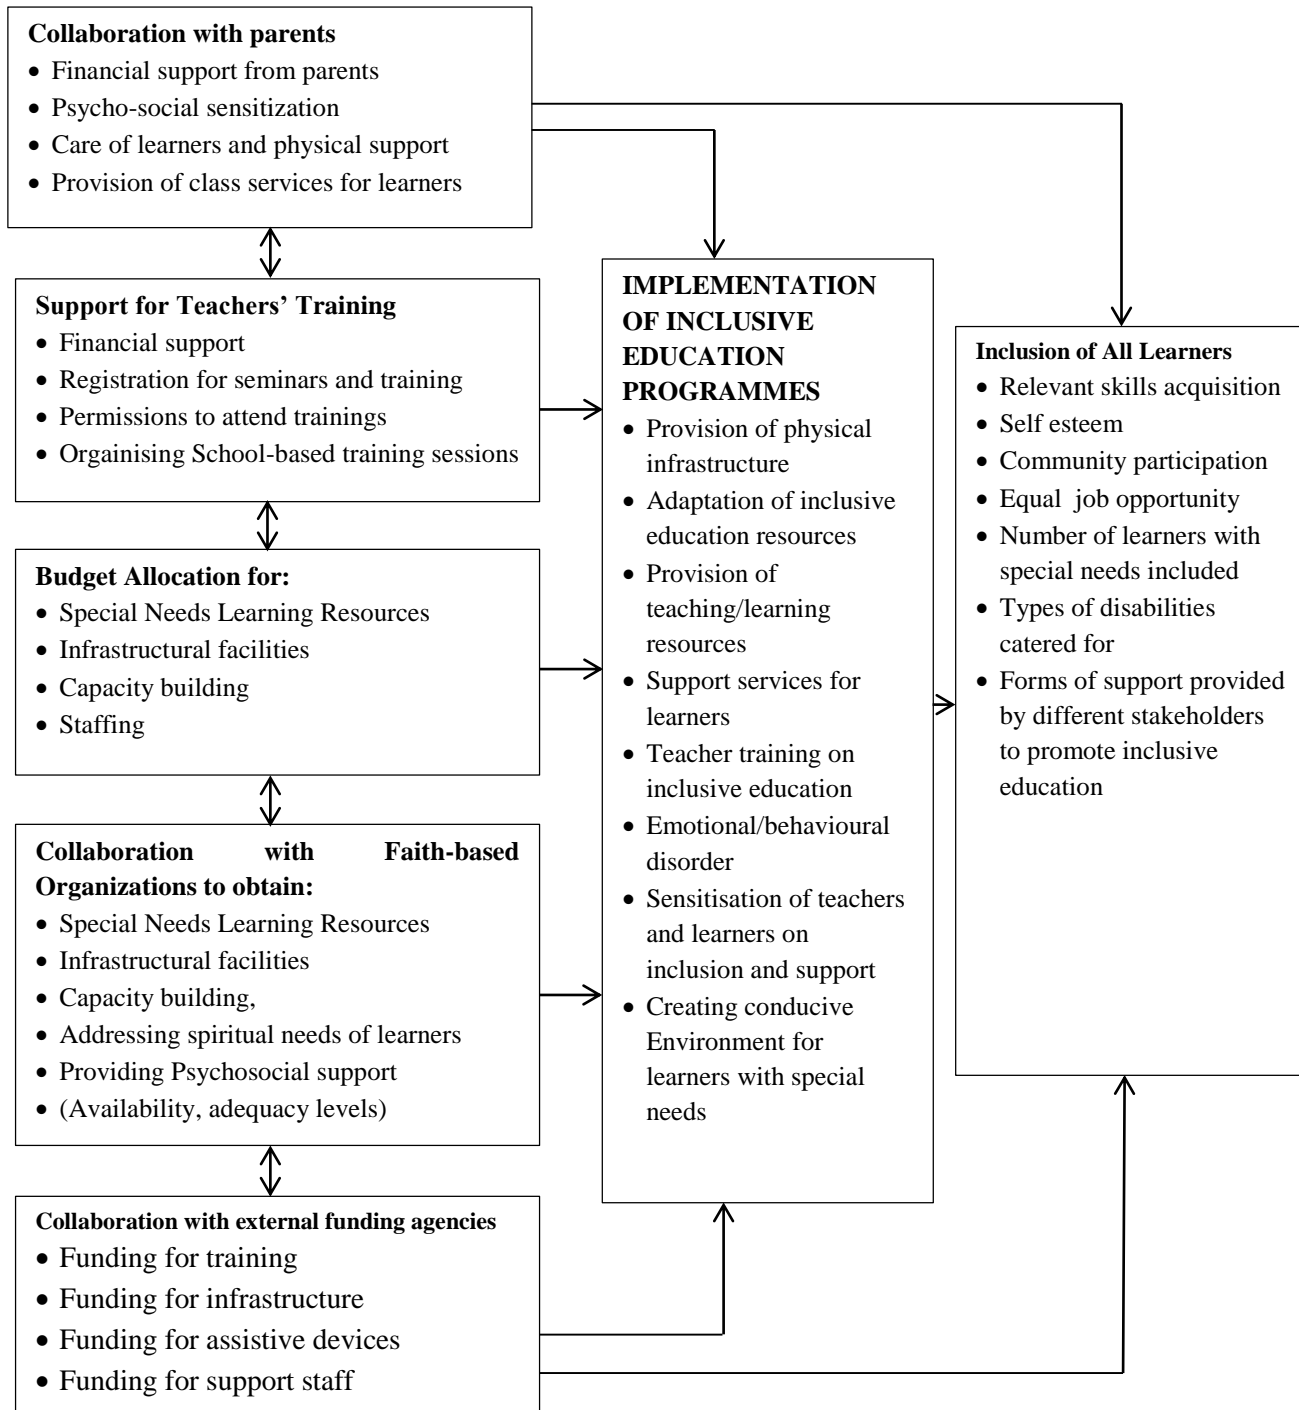 Collaboration with parents
• Financial support from parents
• Psycho-social sensitization
• Care of learners and physical support
• Provision of class services for learners
Support for Teachers’ Training
• Financial support
• Registration for seminars and training
• Permissions to attend trainings
• Orgainising School-based training sessions
Budget Allocation for:
• Special Needs Learning Resources
• Infrastructural facilities
• Capacity building
• Staffing
Collaboration with Faith-based
Organizations to obtain:
• Special Needs Learning Resources
• Infrastructural facilities
• Capacity building,
• Addressing spiritual needs of learners
• Providing Psychosocial support
• (Availability, adequacy levels)
Collaboration with external funding agencies
• Funding for training
• Funding for infrastructure
• Funding for assistive devices
• Funding for support staff
IMPLEMENTATION
OF INCLUSIVE
EDUCATION
PROGRAMMES
• Provision of physical
infrastructure
• Adaptation of inclusive
education resources
• Provision of
teaching/learning
resources
• Support services for
learners
• Teacher training on
inclusive education
• Emotional/behavioural
disorder
• Sensitisation of teachers
and learners on
inclusion and support
• Creating conducive
Environment for
learners with special
needs
Inclusion of All Learners
• Relevant skills acquisition
• Self esteem
• Community participation
• Equal job opportunity
• Number of learners with
special needs included
• Types of disabilities
catered for
• Forms of support provided
by different stakeholders
to promote inclusive
education